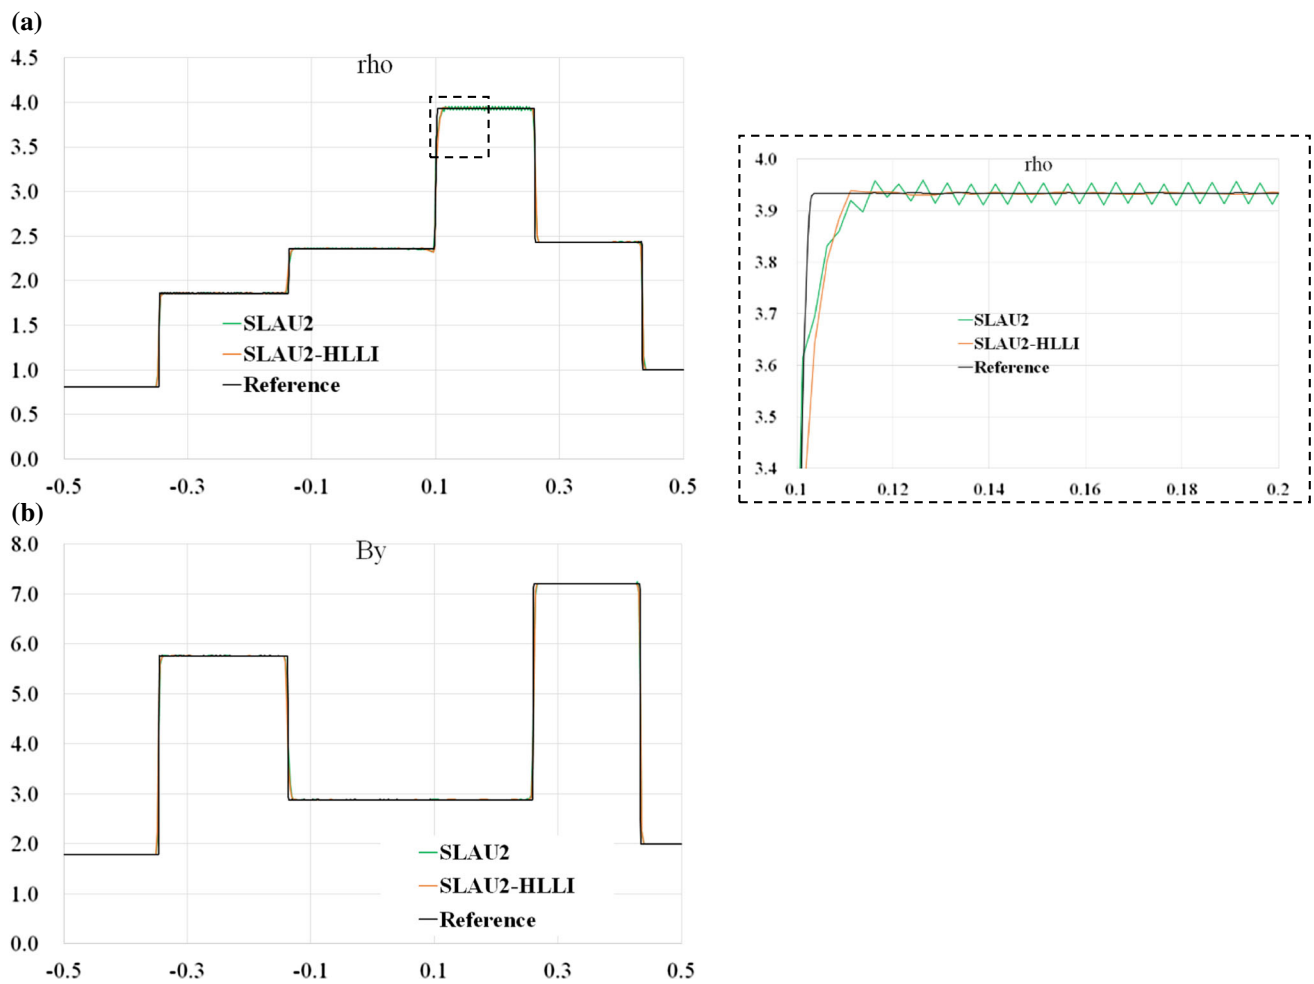 (a)
rho
4.5
4.0
3.5
3.0
2.5
2.0
1.5
1.0
0.5
0.0
SLAU2
SLAU2-HLLI
Reference
-0.5 -0.3 -0.1 0.1 0.3 0.5
rho
4.0
3.9
3.8
3.7
3.6
3.5
3.4
SLAU2
SLAU2-HLLI
Reference
0.1 0.12 0.14 0.16 0.18 0.2
(b)
By
8.0
7.0
6.0
5.0
4.0
3.0
2.0
1.0
0.0
SLAU2
SLAU2-HLLI
Reference
-0.5 -0.3 -0.1 0.1 0.3 0.5